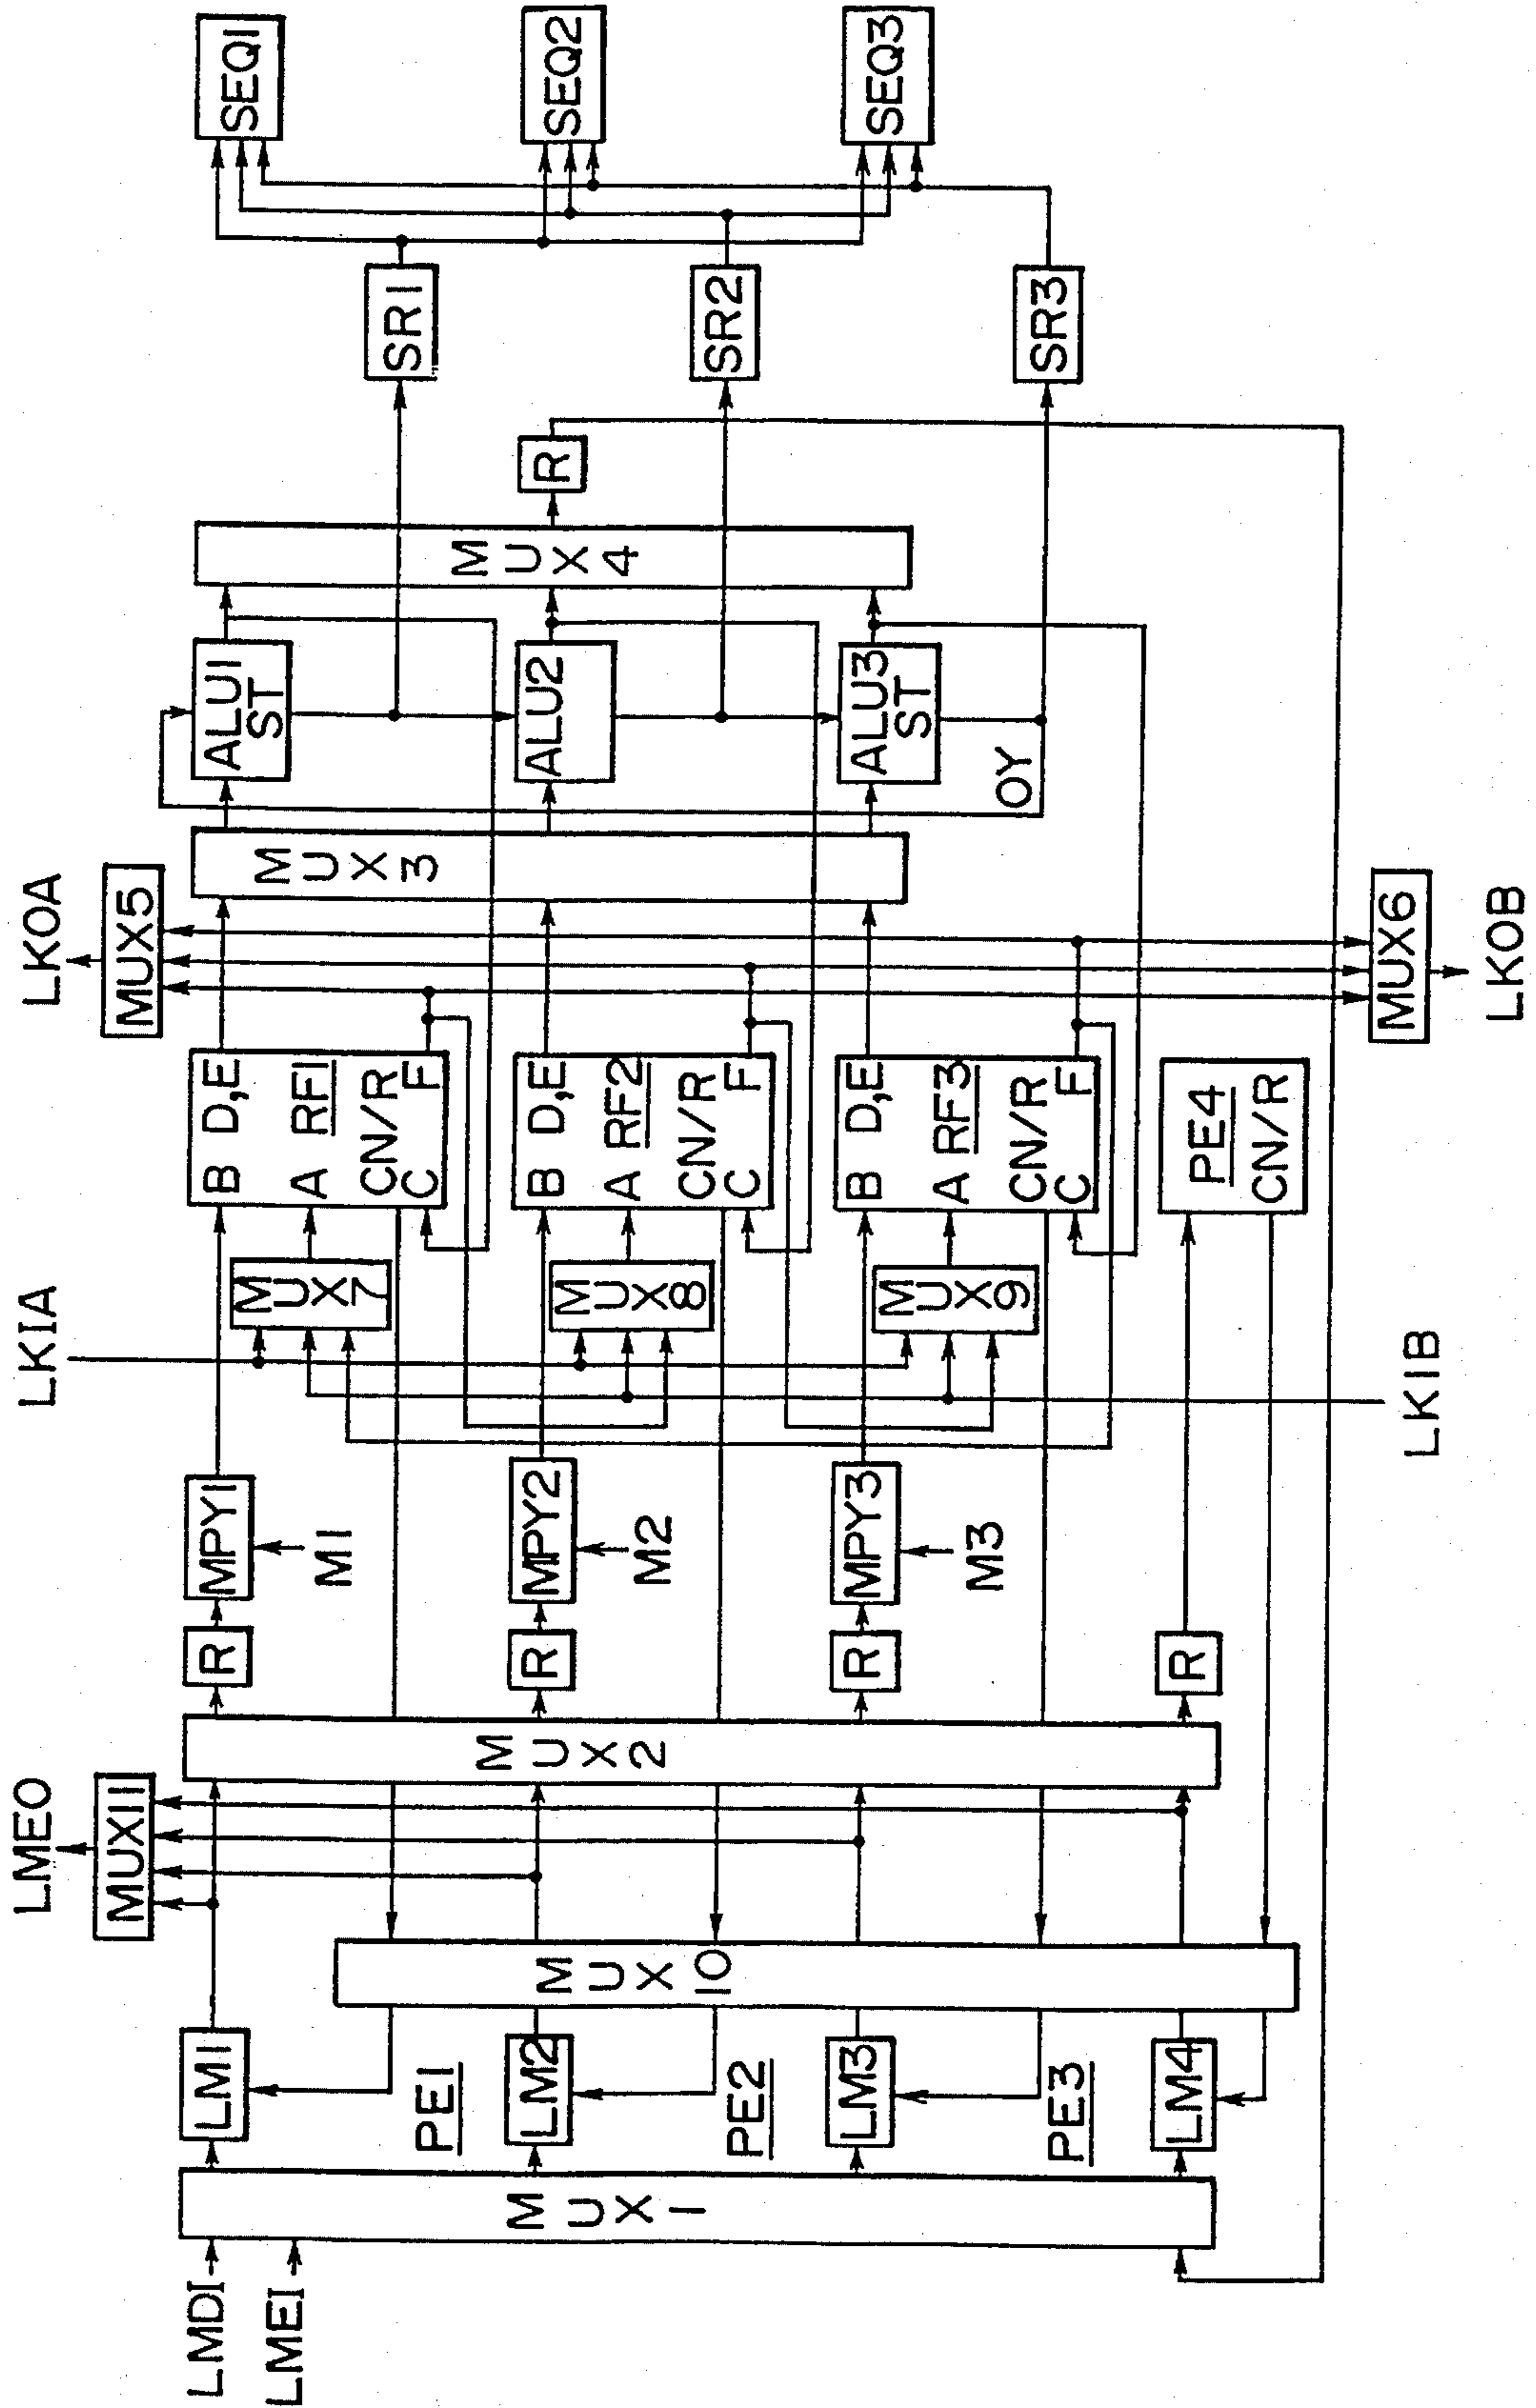 LMDI
LMEI
MUX1
LM1
PE1
LM2
PE2
LM3
PE3
LM4
MUX10
LMEO
MUX11
MUX2
R
R
R
R
MPY1
M1
MPY2
M2
MPY3
M3
LKIA
LKIB
MUX7
MUX8
MUX9
B D,E
A RF1
CN/R
C F
B D,E
A RF2
CN/R
C F
B D,E
A RF3
CN/R
C F
PE4
CN/R
LKOA
MUX5
MUX6
LKOB
MUX3
ALU1
ST
ALU2
ALU3
ST
OY
MUX4
R
SR1
SR2
SR3
SEQ1
SEQ2
SEQ3